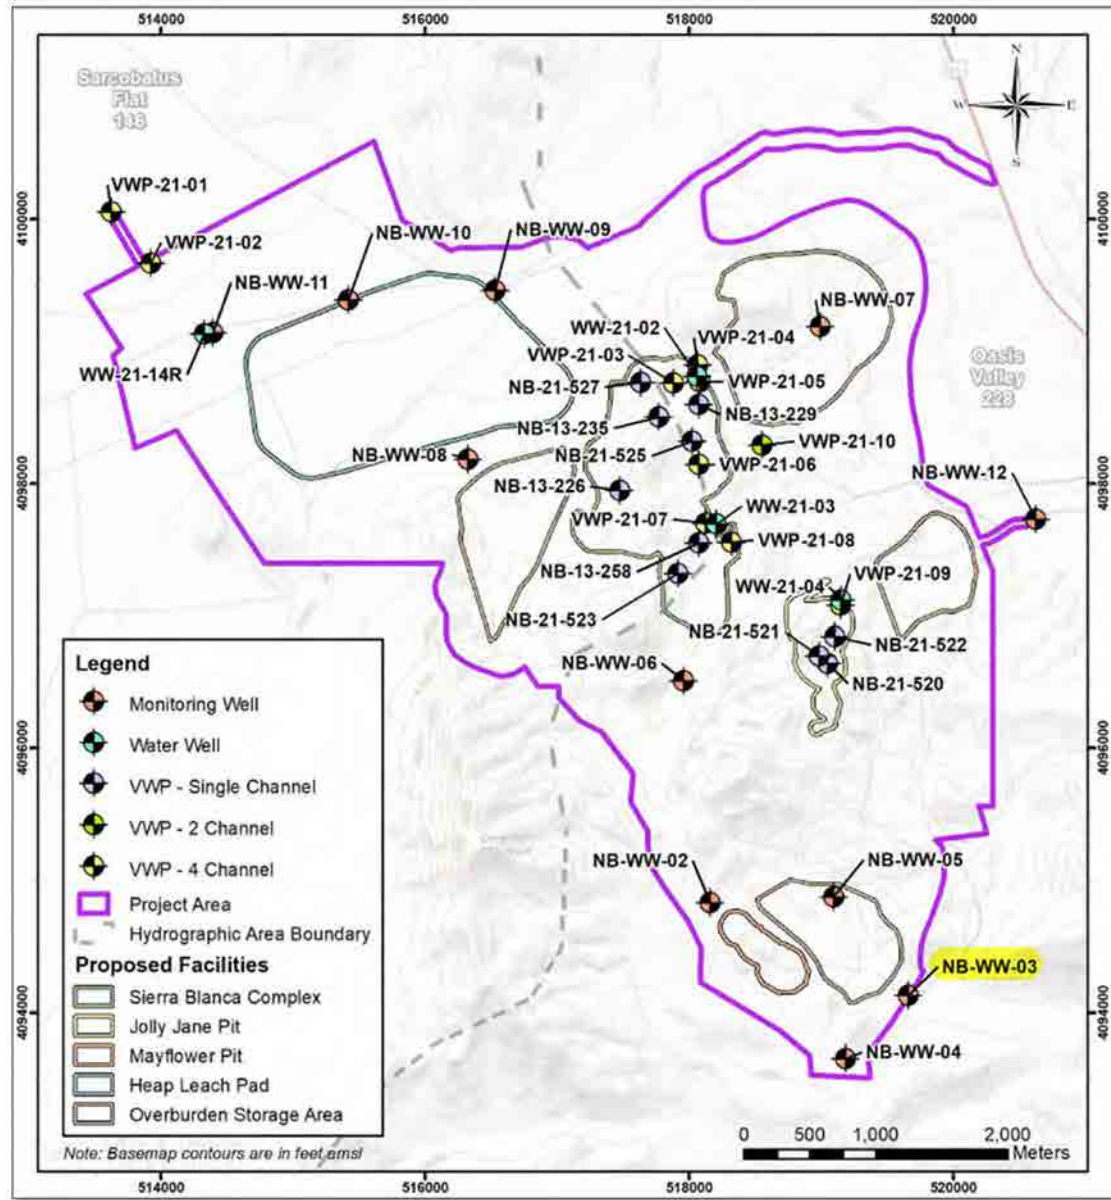 514000 516000 518000 520000
N
W E
S
Sarcobatus
Flat
146
VWP-21-01
4100000
4100000
VWP-21-02
NB-WW-10
NB-WW-09
NB-WW-11
NB-WW-07
WW-21-02
VWP-21-04
VWP-21-03
Oasis
Valley
228
WW-21-14R
NB-21-527
VWP-21-05
NB-13-229
NB-13-235
VWP-21-10
NB-WW-08
NB-21-525
VWP-21-06
NB-WW-12
4098000
4098000
NB-13-226
WW-21-03
VWP-21-07
VWP-21-08
NB-13-258
VWP-21-09
WW-21-04
NB-21-523
NB-21-521
NB-21-522
NB-WW-06
NB-21-520
4096000
4096000
NB-WW-02
NB-WW-05
NB-WW-03
4094000
4094000
NB-WW-04
Legend
Monitoring Well
Water Well
VWP - Single Channel
VWP - 2 Channel
VWP - 4 Channel
Project Area
Hydrographic Area Boundary
Proposed Facilities
Sierra Blanca Complex
Jolly Jane Pit
Mayflower Pit
Heap Leach Pad
Overburden Storage Area
Note: Basemap contours are in feet amsl
0 500 1,000 2,000
Meters
514000 516000 518000 520000